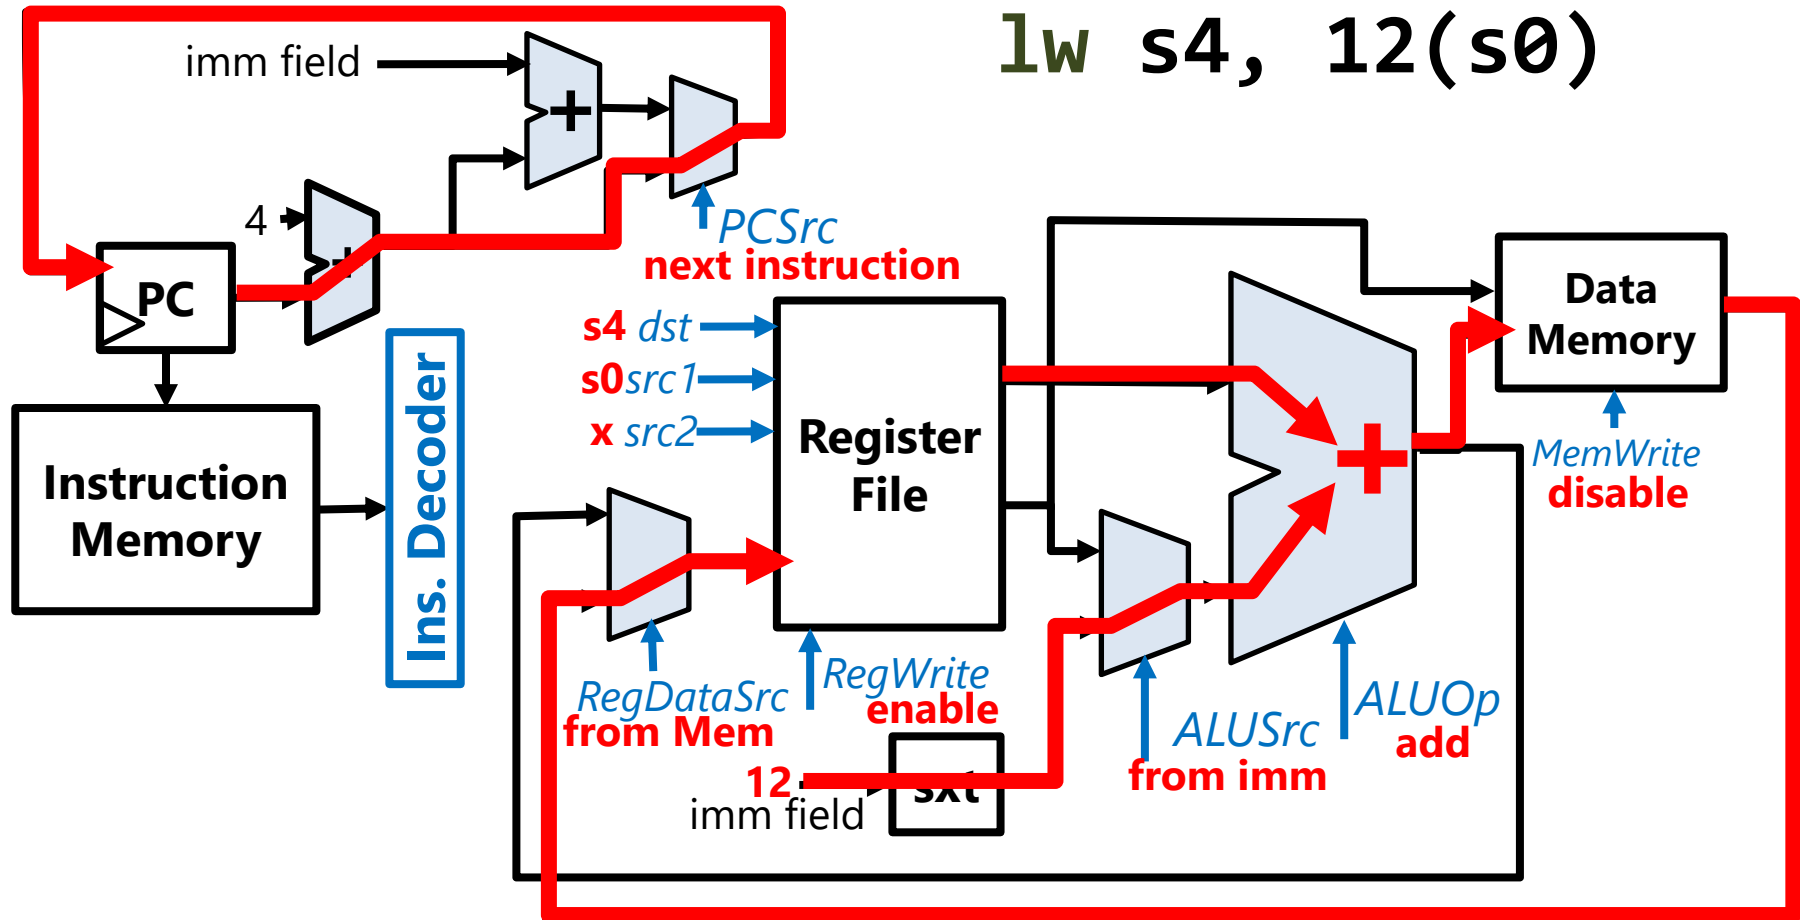 lw s4, 12(s0)
imm field
+
4
+
PCSrc
next instruction
PC
Data
Memory
s4 dst
s0 src1
x src2
Ins. Decoder
Register
File
+
Instruction
Memory
MemWrite
disable
RegDataSrc
from Mem
RegWrite
enable
ALUSrc
from imm
ALUOp
add
12
imm field
sxt